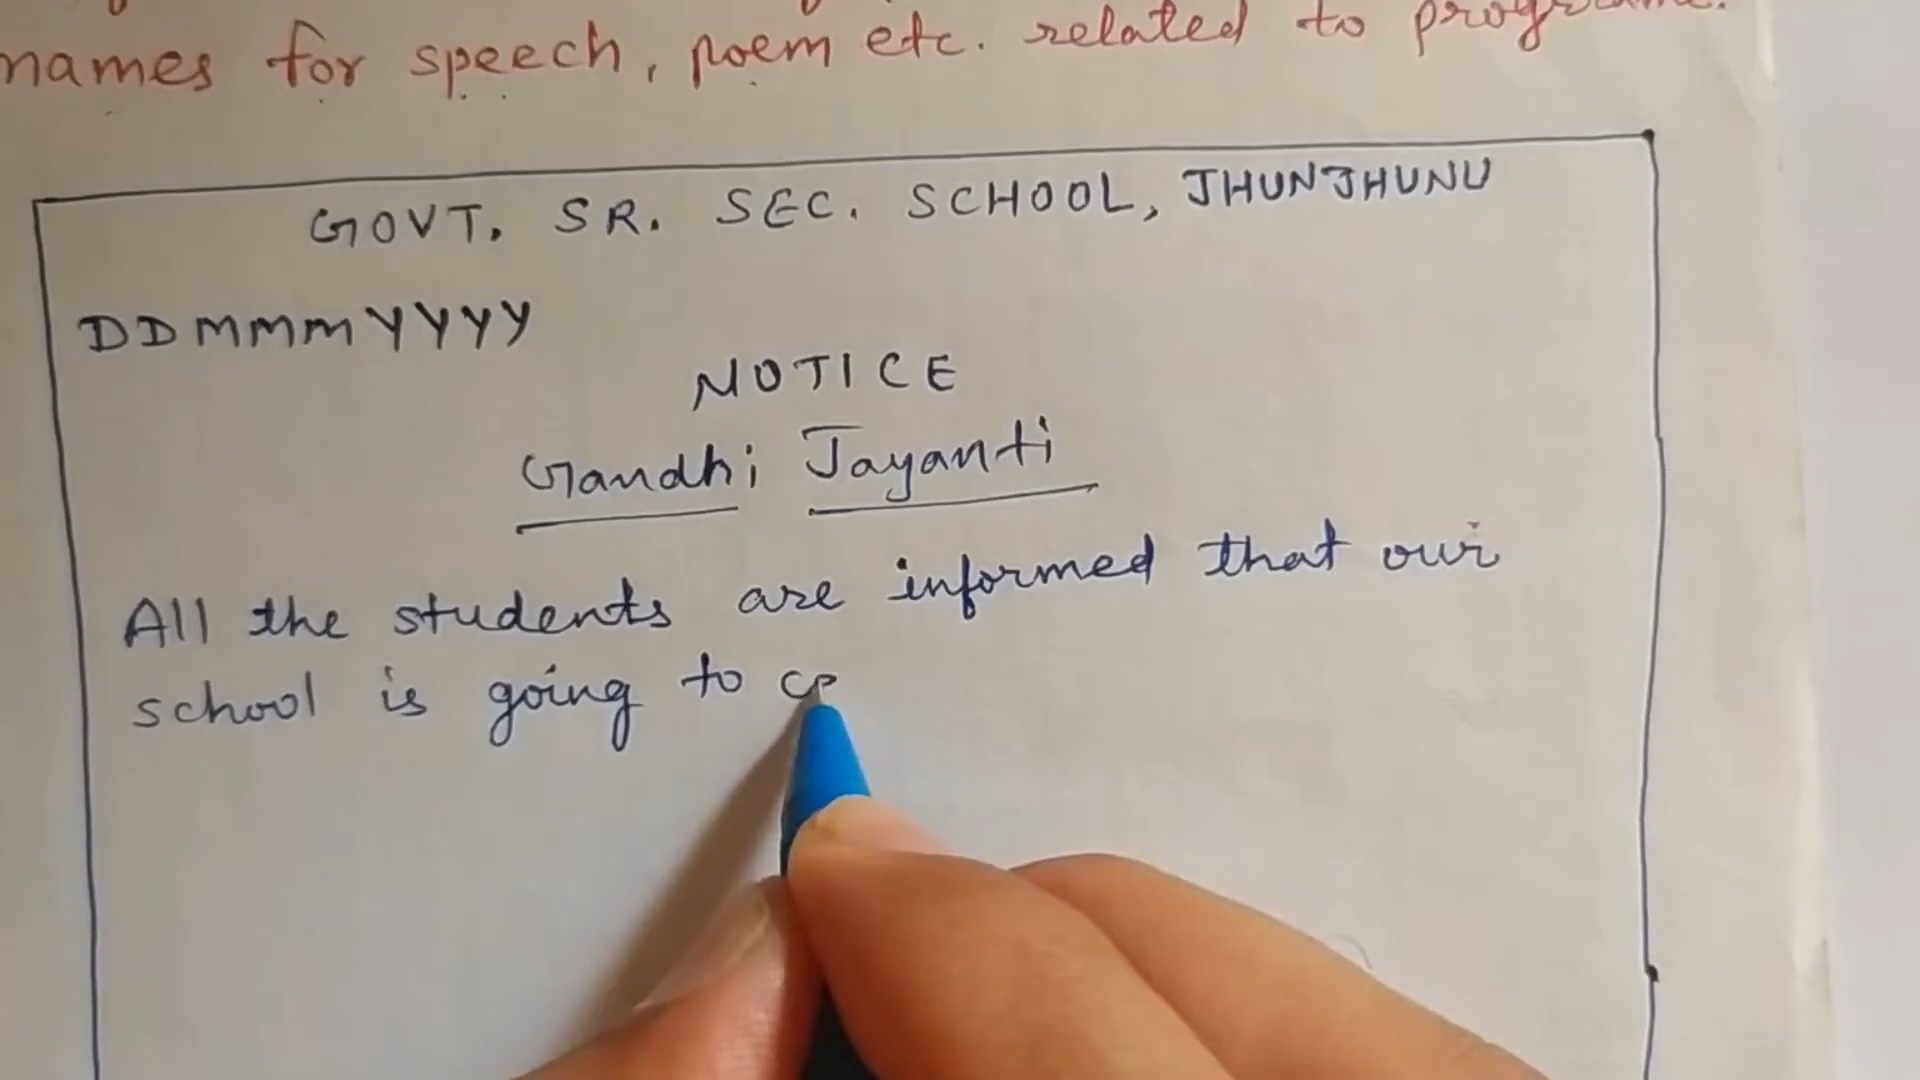 names for speech, poem etc. related to programme.
GOVT. SR. SEC. SCHOOL, JHUNJHUNU
DDMMMYYYY
NOTICE
Gandhi Jayanti
All the students are informed that our
school is going to